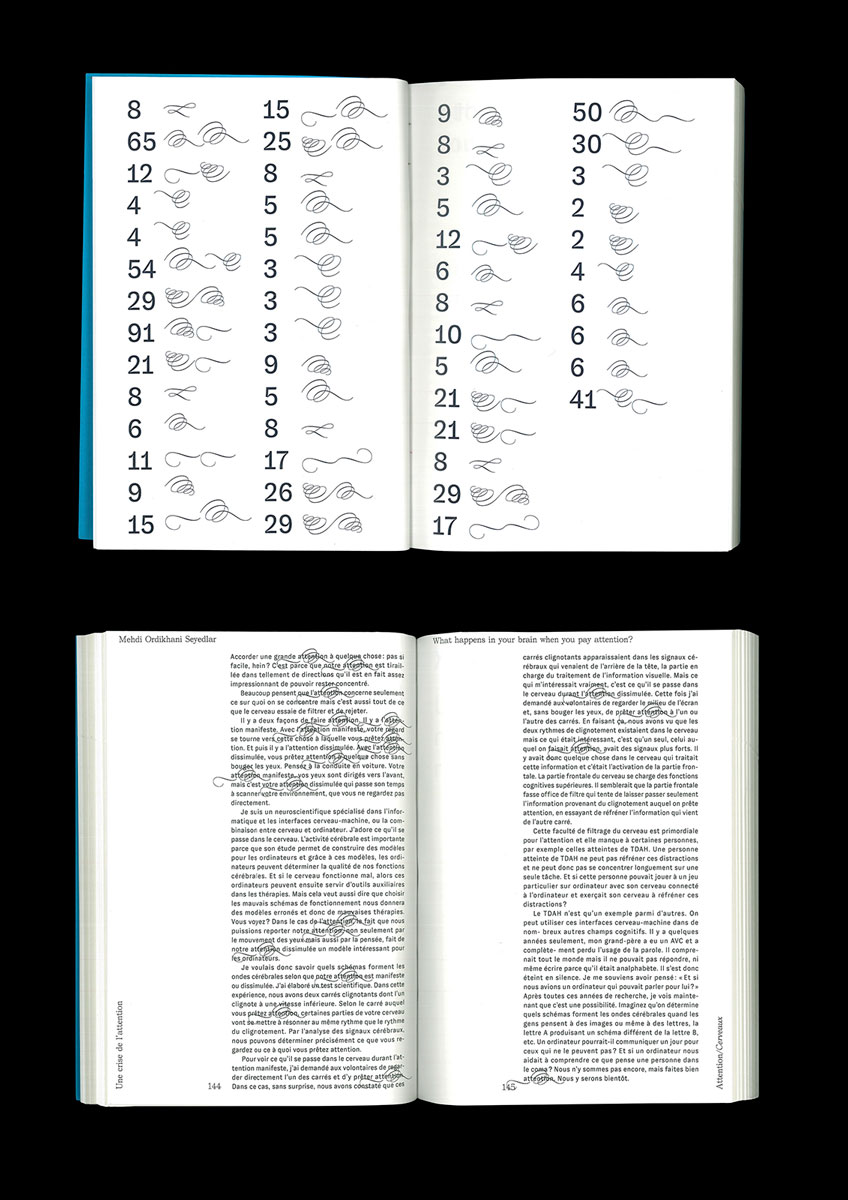 8
65
12
4
4
54
29
91
21
8
6
11
9
15
15
25
8
5
5
3
3
3
9
5
8
17
26
29
9
8
3
5
12
6
8
10
5
21
21
8
29
17
50
30
3
2
2
4
6
6
6
41
Mehdi Ordikhani Seyedlar
Accorder une grande attention à quelque chose : pas si
facile, hein ? C'est parce que notre attention est tirail-
lée dans tellement de directions qu'il est en fait assez
impressionnant de pouvoir rester concentré.
Beaucoup pensent que l'attention concerne seulement
ce sur quoi on se concentre mais c'est aussi tout de ce
que le cerveau essaie de filtrer et de rejeter.
Il y a deux façons de faire attention. Il y a l'atten-
tion manifeste. Avec l'attention manifeste, votre regard
se tourne vers cette chose à laquelle vous prêtez atten-
tion. Et puis il y a l'attention dissimulée. Avec l'attention
dissimulée, vous prêtez attention à quelque chose sans
bouger les yeux. Pensez à la conduite en voiture. Votre
attention manifeste, vos yeux sont dirigés vers l'avant,
mais c'est votre attention dissimulée qui passe son temps
à scanner votre environnement, que vous ne regardez pas
directement.
Je suis un neuroscientifique spécialisé dans l'infor-
matique et les interfaces cerveau-machine, ou la com-
binaison entre cerveau et ordinateur. J'adore ce qu'il se
passe dans le cerveau. L'activité cérébrale est importante
parce que son étude permet de construire des modèles
pour les ordinateurs et grâce à ces modèles, les ordi-
nateurs peuvent déterminer la qualité de nos fonctions
cérébrales. Et si le cerveau fonctionne mal, alors ces
ordinateurs peuvent ensuite servir d'outils auxiliaires
dans les thérapies. Mais cela veut aussi dire que choisir
les mauvais schémas de fonctionnement nous donnera
des modèles erronés et donc de mauvaises thérapies.
Vous voyez ? Dans le cas de l'attention, le fait que nous
puissions reporter notre attention, non seulement par
le mouvement des yeux mais aussi par la pensée, fait de
notre attention dissimulée un modèle intéressant pour
les ordinateurs.
Je voulais donc savoir quels schémas forment les
ondes cérébrales selon que notre attention est manifeste
ou dissimulée. J'ai élaboré un test scientifique. Dans cette
expérience, nous avons deux carrés clignotants dont l'un
clignote à une vitesse inférieure. Selon le carré auquel
vous prêtez attention, certaines parties de votre cerveau
vont se mettre à résonner au même rythme que le rythme
du clignotement. Par l'analyse des signaux cérébraux,
nous pouvons déterminer précisément ce que vous re-
gardez ou ce à quoi vous prêtez attention.
Pour voir ce qu'il se passe dans le cerveau durant l'at-
tention manifeste, j'ai demandé aux volontaires de regar-
der directement l'un des carrés et d'y prêter attention.
Dans ce cas, sans surprise, nous avons constaté que ces
Une crise de l'attention
144
What happens in your brain when you pay attention?
carrés clignotants apparaissaient dans les signaux cé-
rébraux qui venaient de l'arrière de la tête, la partie en
charge du traitement de l'information visuelle. Mais ce
qui m'intéressait vraiment, c'est ce qu'il se passe dans
le cerveau durant l'attention dissimulée. Cette fois j'ai
demandé aux volontaires de regarder le milieu de l'écran
et, sans bouger les yeux, de prêter attention à l'un ou
l'autre des carrés. En faisant ça, nous avons vu que les
deux rythmes de clignotement existaient dans le cerveau
mais ce qui était intéressant, c'est qu'un seul, celui au-
quel on faisait attention, avait des signaux plus forts. Il
y avait donc quelque chose dans le cerveau qui traitait
cette information et c'était l'activation de la partie fron-
tale. La partie frontale du cerveau se charge des fonctions
cognitives supérieures. Il semblerait que la partie frontale
fasse office de filtre qui tente de laisser passer seulement
l'information provenant du clignotement auquel on prête
attention, en essayant de réfréner l'information qui vient
de l'autre carré.
Cette faculté de filtrage du cerveau est primordiale
pour l'attention et elle manque à certaines personnes,
par exemple celles atteintes de TDAH. Une personne
atteinte de TDAH ne peut pas réfréner ces distractions
et ne peut donc pas se concentrer longuement sur une
seule tâche. Et si cette personne pouvait jouer à un jeu
particulier sur ordinateur avec son cerveau connecté
à l'ordinateur et exerçait son cerveau à réfréner ces
distractions ?
Le TDAH n'est qu'un exemple parmi d'autres. On
peut utiliser ces interfaces cerveau-machine dans de
nom- breux autres champs cognitifs. Il y a quelques
années seulement, mon grand-père a eu un AVC et a
complète- ment perdu l'usage de la parole. Il compre-
nait tout le monde mais il ne pouvait pas répondre, ni
même écrire parce qu'il était analphabète. Il s'est donc
éteint en silence. Je me souviens avoir pensé : « Et si
nous avions un ordinateur qui pouvait parler pour lui ? »
Après toutes ces années de recherche, je vois mainte-
nant que c'est une possibilité. Imaginez qu'on détermine
quels schémas forment les ondes cérébrales quand les
gens pensent à des images ou même à des lettres, la
lettre A produisant un schéma différent de la lettre B,
etc. Un ordinateur pourrait-il communiquer un jour pour
ceux qui ne le peuvent pas ? Et si un ordinateur nous
aidait à comprendre ce que pense une personne dans
le coma ? Nous n'y sommes pas encore, mais faites bien
attention. Nous y serons bientôt.
145
Attention/Cerveaux